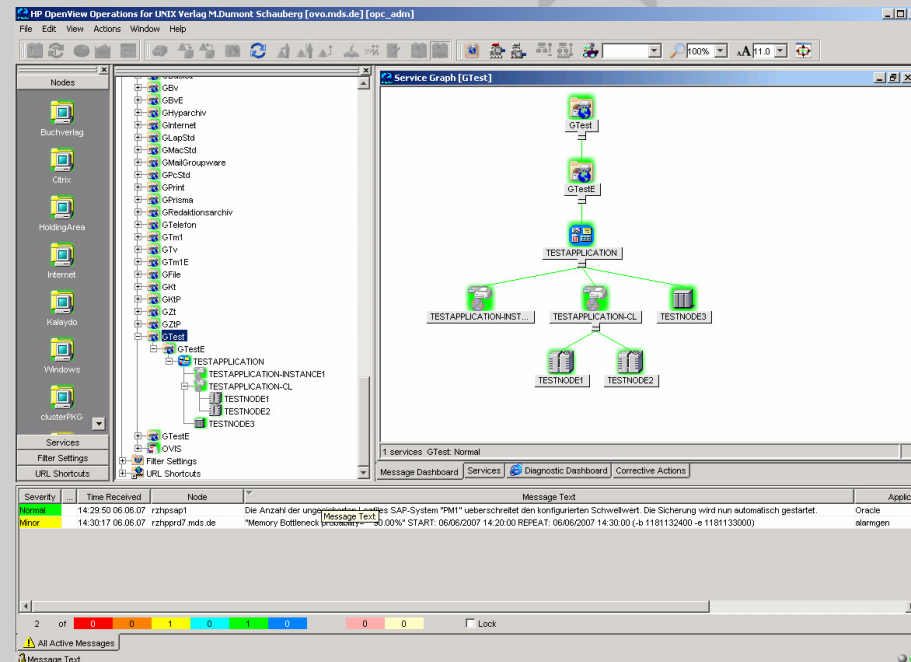 HP OpenView Operations for UNIX Verlag M.Dumont Schauberg [ovo.mds.de] [opc_adm]
File Edit View Actions Window Help
100%
11.0
Nodes
Buchverlag
Citrix
HoldingArea
Internet
Kalaydo
Windows
clusterPKG
Services
Filter Settings
URL Shortcuts
GBv
GBvE
GHyparchiv
GInternet
GLapStd
GMacStd
GMailGroupware
GPcStd
GPrint
GPrisma
GRedaktionsarchiv
GTelefon
GTm1
GTv
GTm1E
GFile
GKt
GKtP
GZt
GZtP
GTest
GTestE
TESTAPPLICATION
TESTAPPLICATION-INSTANCE1
TESTAPPLICATION-CL
TESTNODE1
TESTNODE2
TESTNODE3
GTestE
OVIS
Filter Settings
URL Shortcuts
Service Graph [GTest]
GTest
GTestE
TESTAPPLICATION
TESTAPPLICATION-INST... TESTAPPLICATION-CL TESTNODE3
TESTNODE1 TESTNODE2
1 services GTest: Normal
Message Dashboard Services Diagnostic Dashboard Corrective Actions
Severity ... Time Received Node Message Text Applic
Normal 14:29:50 06.06.07 rzhpsap1 Die Anzahl der SAP-System "PM1" ueberschreitet den konfigurierten Schwellwert. Die Sicherung wird nun automatisch gestartet. Oracle
Minor 14:30:17 06.06.07 rzhpprd7.mds.de "Memory Bottleneck 90.00%" START: 06/06/2007 14:20:00 REPEAT: 06/06/2007 14:30:00 (-b 1181132400 -e 1181133000) alarmgen
Message Text
2 of 0 0 1 0 1 0 0 0 Lock
All Active Messages
Message Text